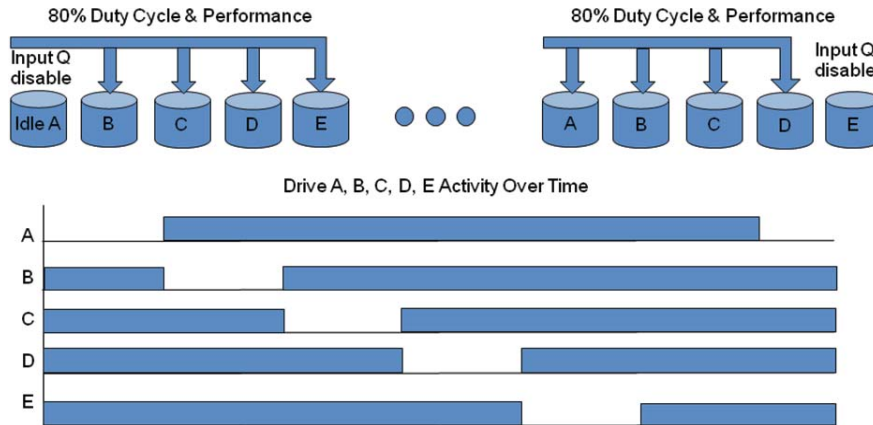 80% Duty Cycle & Performance
80% Duty Cycle & Performance
Input Q
disable
Input Q
disable
Idle A
B
C
D
E
A
B
C
D
E
Drive A, B, C, D, E Activity Over Time
A
B
C
D
E